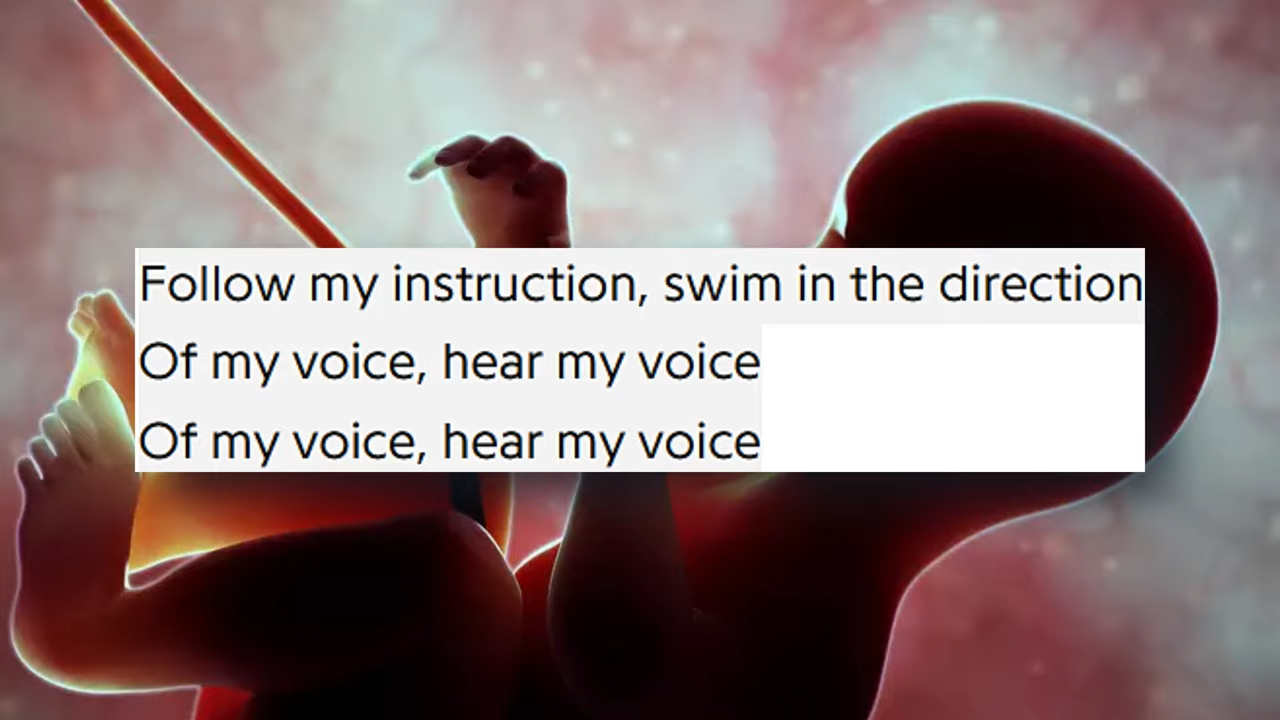 Follow my instruction, swim in the direction
Of my voice, hear my voice
Of my voice, hear my voice